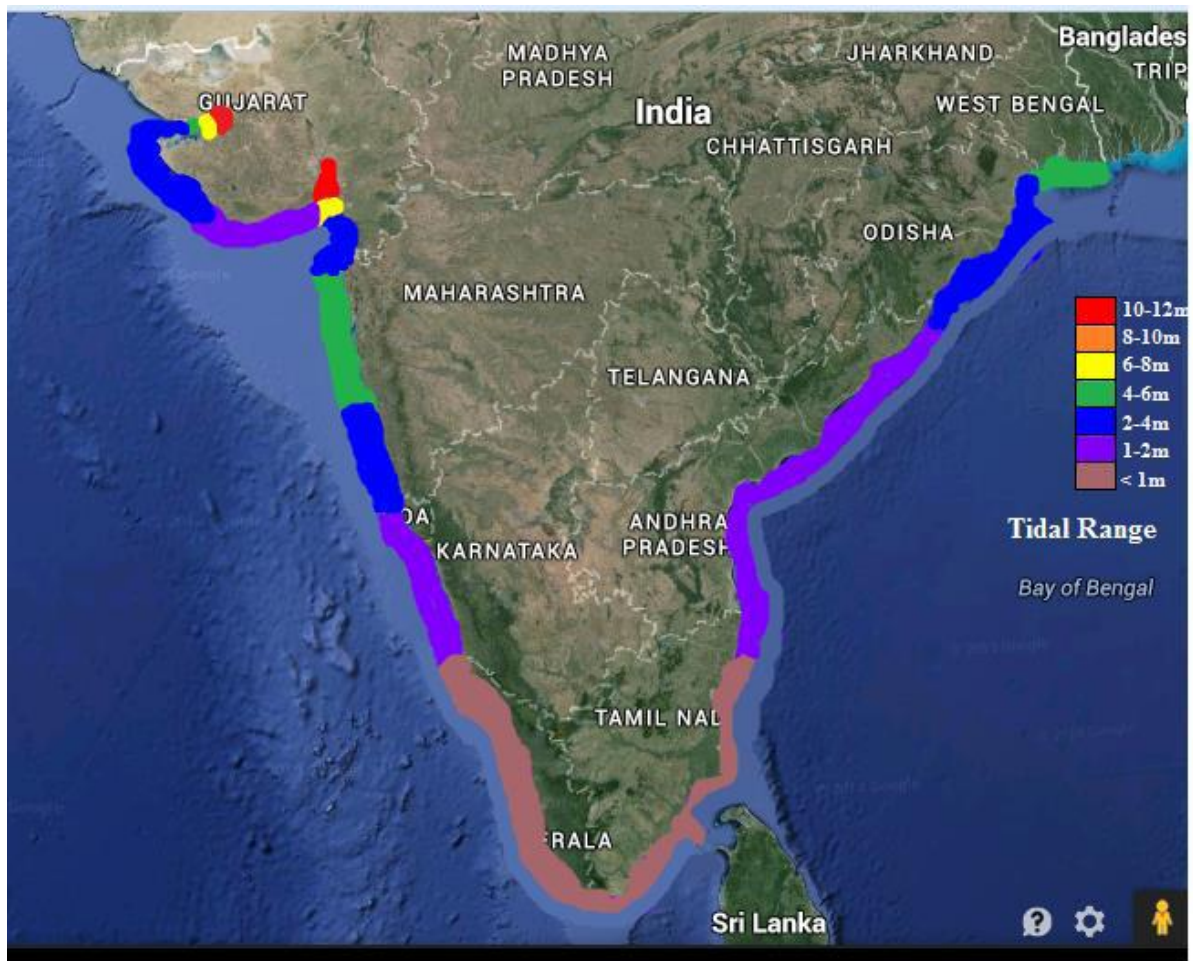 MADHYA
PRADESH
JHARKHAND
Banglades
TRIP
GUJARAT
India
WEST BENGAL
CHHATTISGARH
ODISHA
MAHARASHTRA
10-12m
8-10m
6-8m
4-6m
2-4m
1-2m
< 1m
TELANGANA
OA
KARNATAKA
ANDHRA
PRADESH
Tidal Range
Bay of Bengal
TAMIL NAD
ERALA
Sri Lanka
?